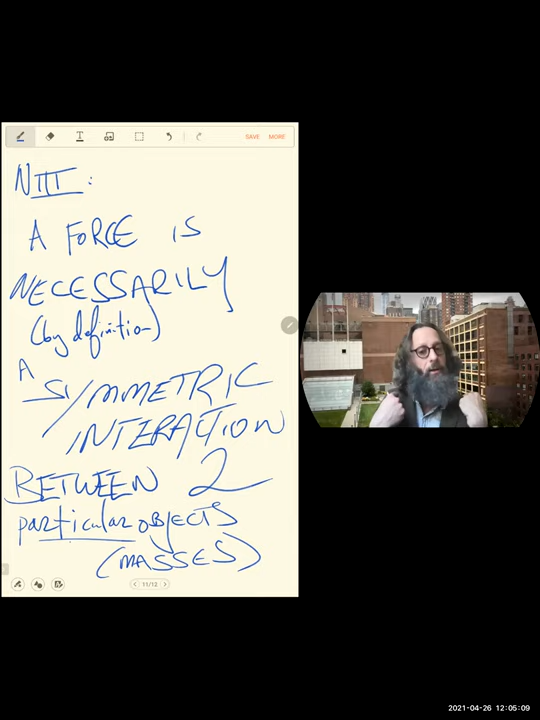 T
SAVE MORE
NIII:
A FORCE IS
NECESSARILY
(by definition)
A
SYMMETRIC
INTERACTION
BETWEEN 2
particular OBJECTS
(MASSES)
11/12
2021-04-26 12:05:09